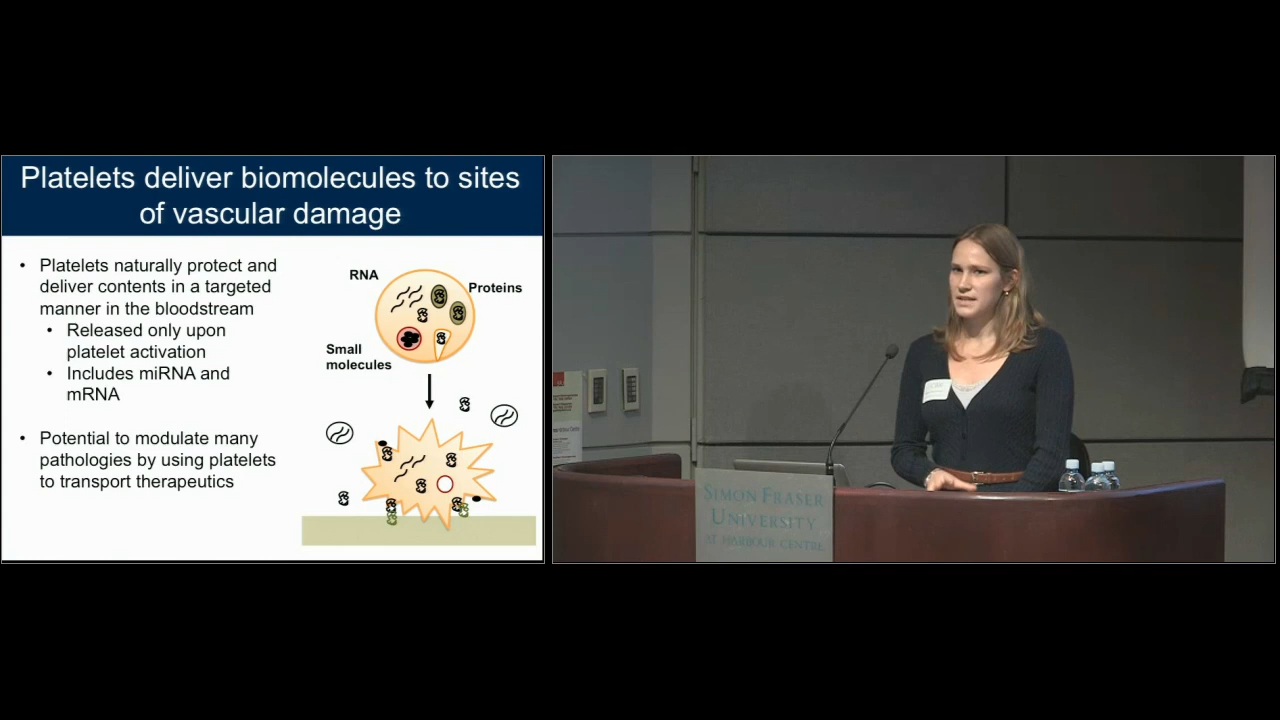 Platelets deliver biomolecules to sites
of vascular damage
• Platelets naturally protect and
deliver contents in a targeted
manner in the bloodstream
• Released only upon
platelet activation
• Includes miRNA and
mRNA
• Potential to modulate many
pathologies by using platelets
to transport therapeutics
RNA
Proteins
Small
molecules
SIMON FRASER
UNIVERSITY
AT HARBOUR CENTRE